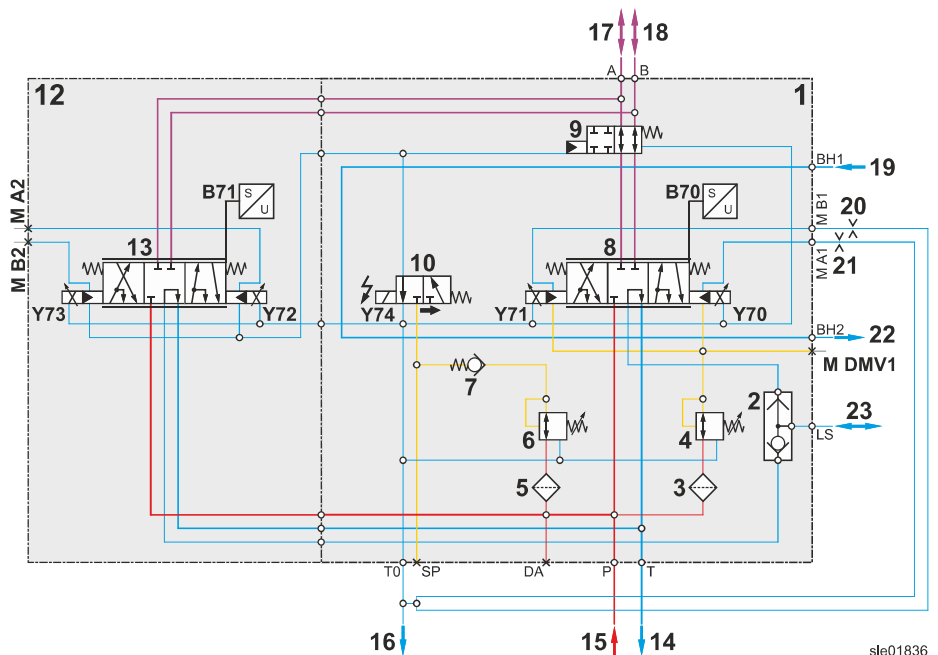 17 18
A B
12 1
9
BH1 19
B71 S U
B70 S U
M A2
M B1 20
13 8
M B2
10
M A1 21
Y73 Y72 Y74 Y71 Y70
BH2 22
M DMV1
7
2
6 4
LS 23
5 3
T0 SP DA P T
16 15 14
sle01836